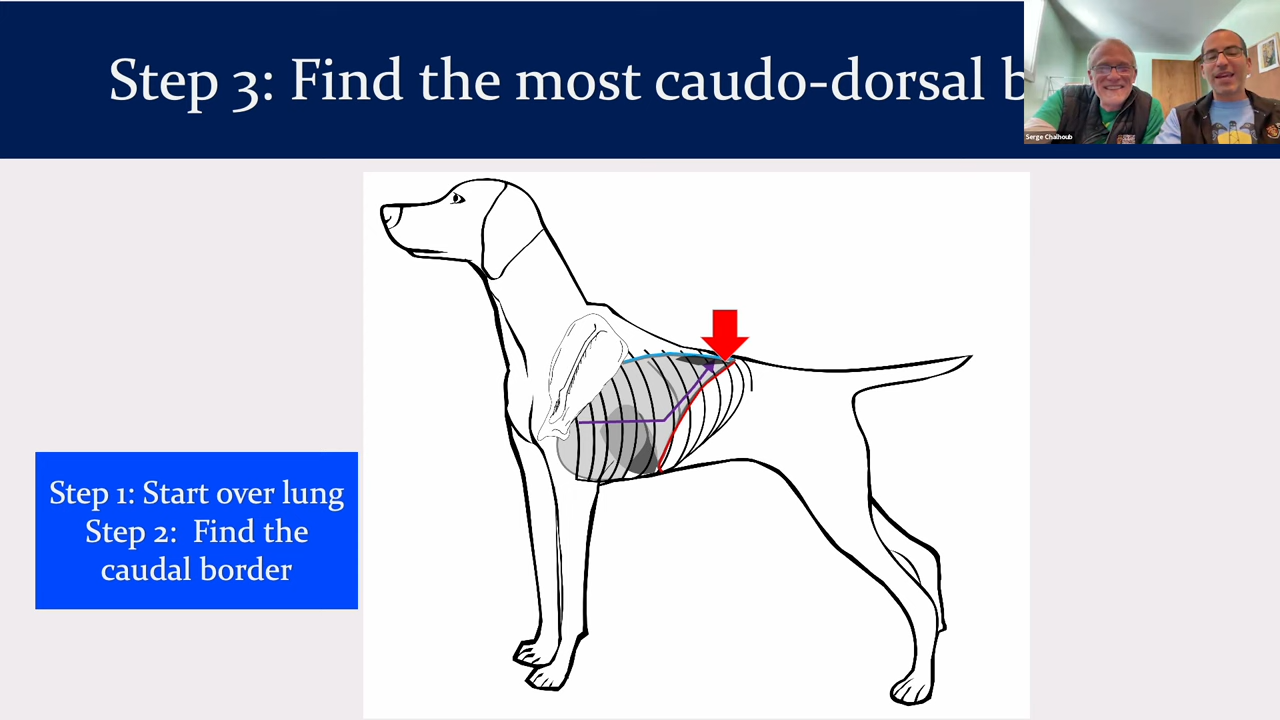 Step 3: Find the most caudo-dorsal b
Serge Chalhoub
Step 1: Start over lung
Step 2: Find the
caudal border